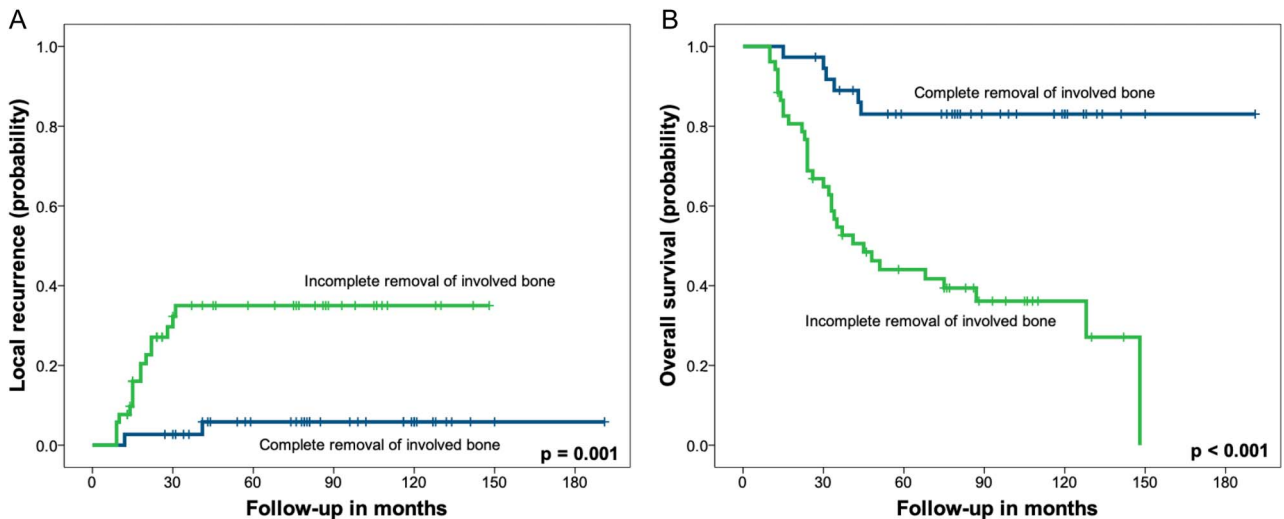 A
Local recurrence (probability)
1.0
0.8
0.6
0.4
0.2
0.0
Incomplete removal of involved bone
Complete removal of involved bone
p = 0.001
0 30 60 90 120 150 180
Follow-up in months
B
Overall survival (probability)
1.0
0.8
0.6
0.4
0.2
0.0
Complete removal of involved bone
Incomplete removal of involved bone
p < 0.001
0 30 60 90 120 150 180
Follow-up in months